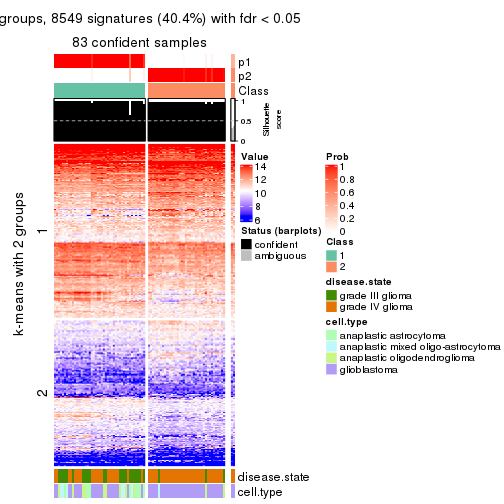 groups, 8549 signatures (40.4%) with fdr < 0.05
83 confident samples
p1
p2
Class
1
0.5
0
Silhouette
score
k-means with 2 groups
1
2
Value
14
12
10
8
6
Status (barplots)
confident
ambiguous
Prob
1
0.8
0.6
0.4
0.2
0
Class
1
2
disease.state
grade III glioma
grade IV glioma
cell.type
anaplastic astrocytoma
anaplastic mixed oligo-astrocytoma
anaplastic oligodendroglioma
glioblastoma
disease.state
cell.type